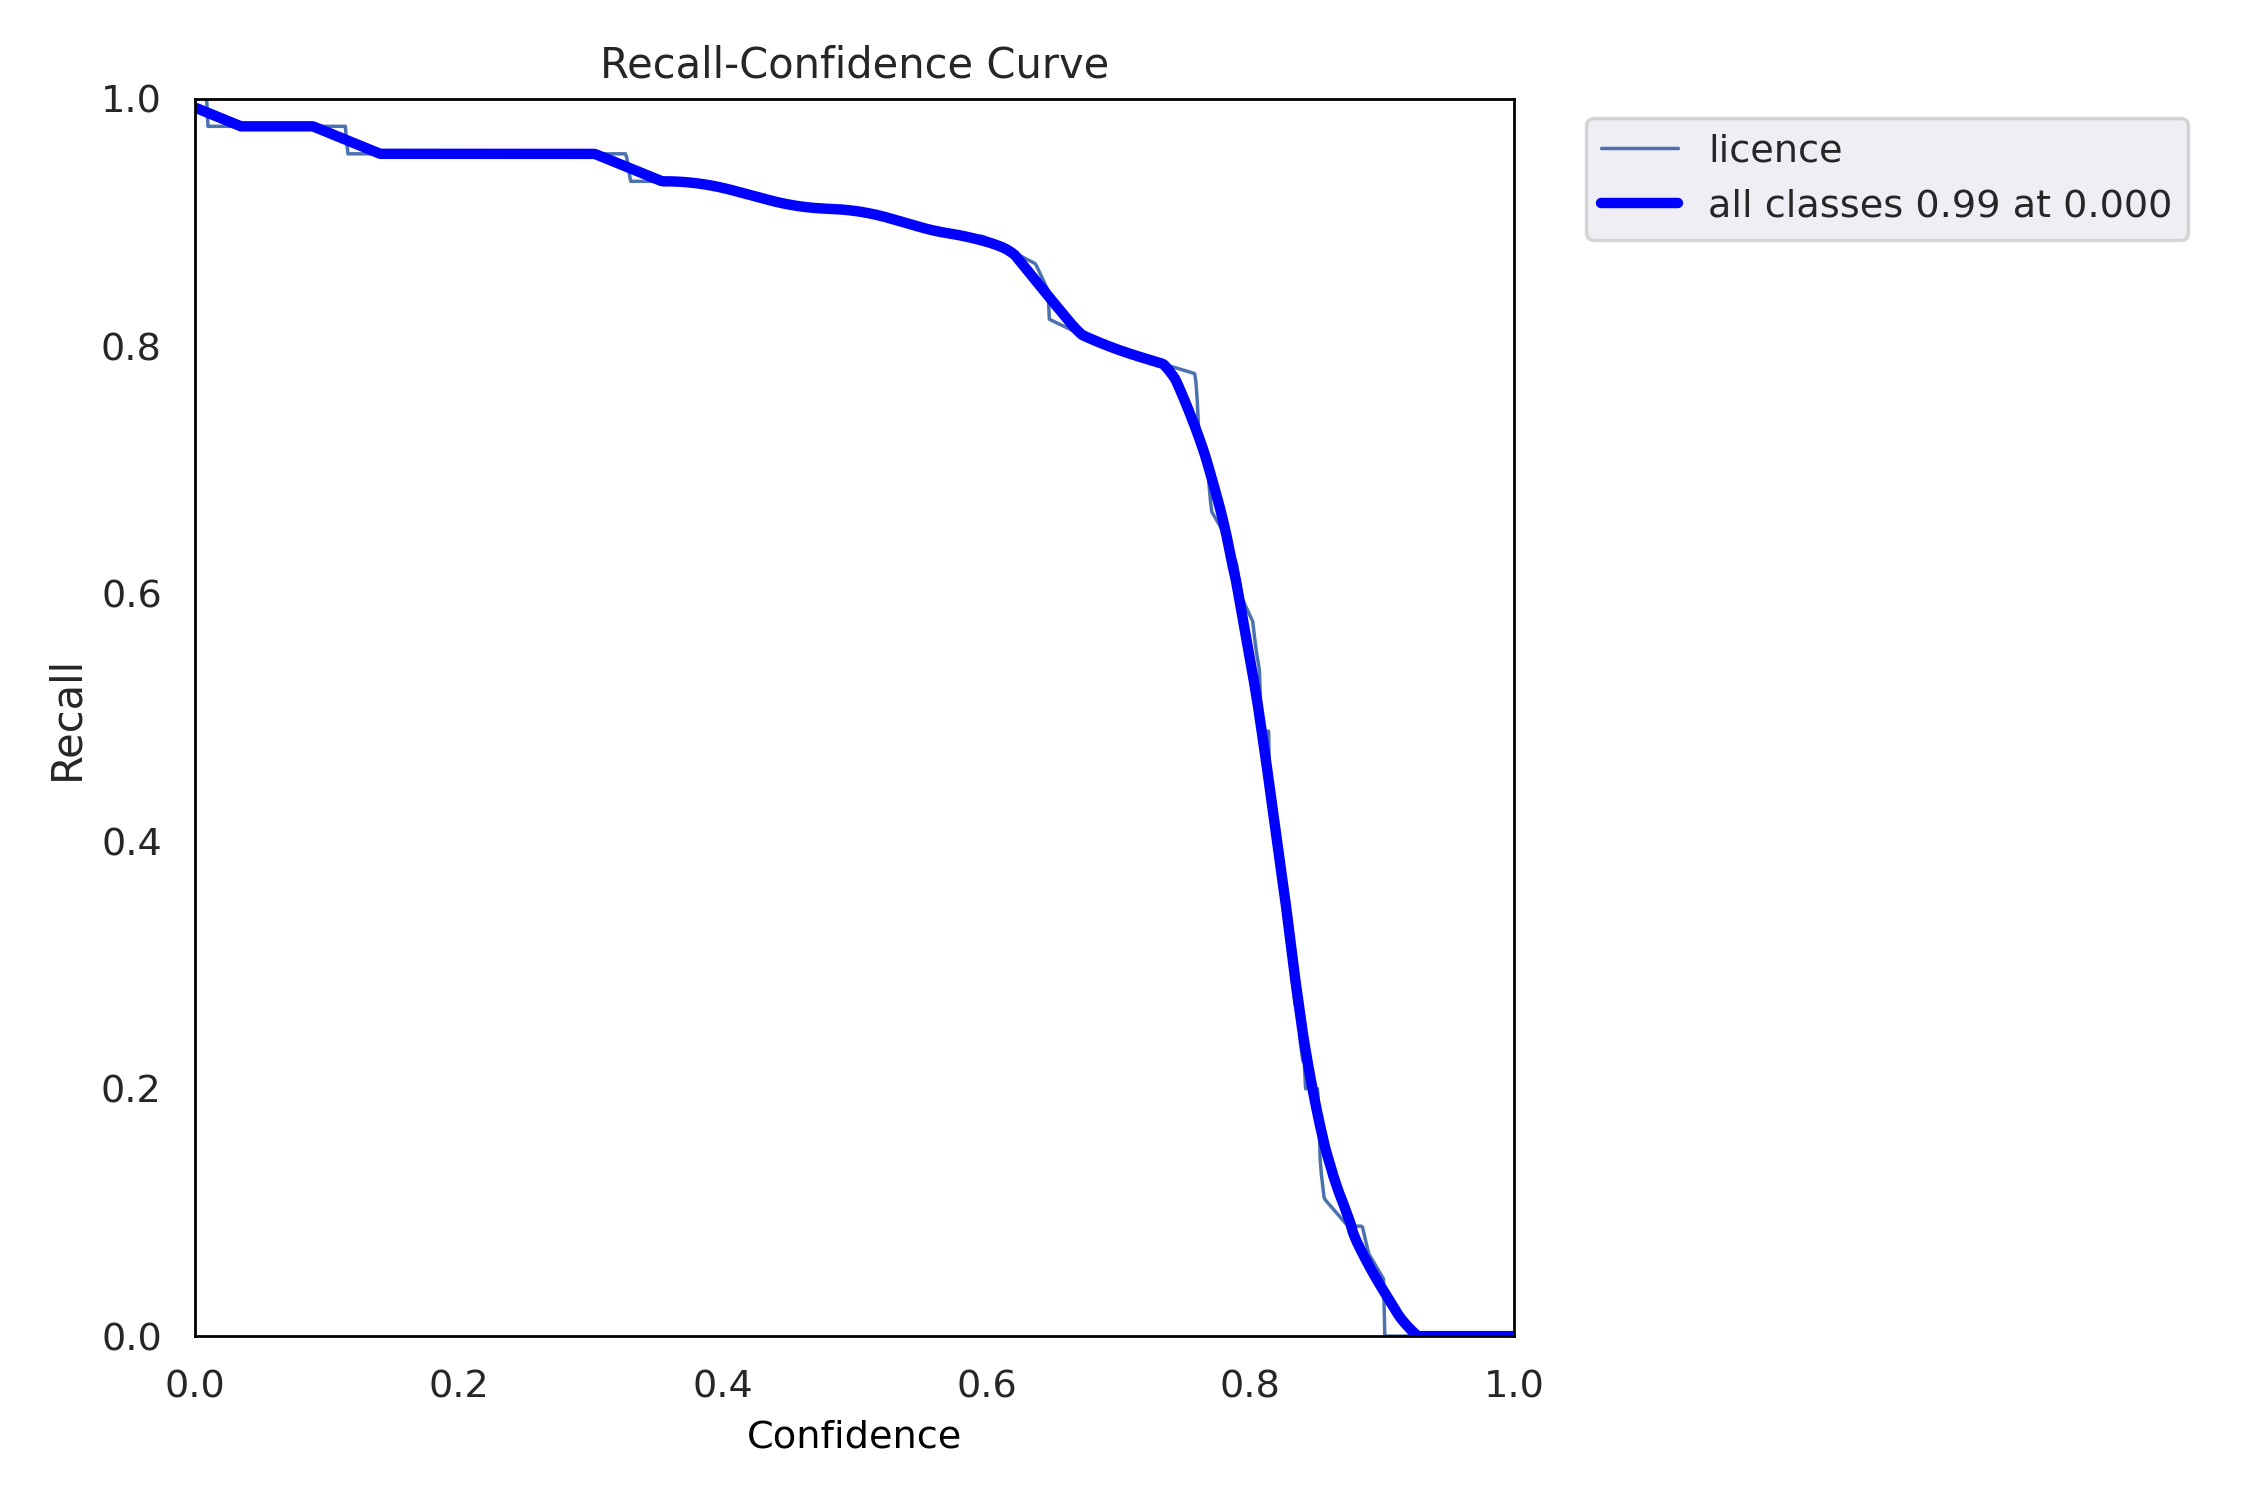 Recall-Confidence Curve
licence
all classes 0.99 at 0.000
1.0
0.8
0.6
0.4
0.2
0.0
Recall
0.0 0.2 0.4 0.6 0.8 1.0
Confidence